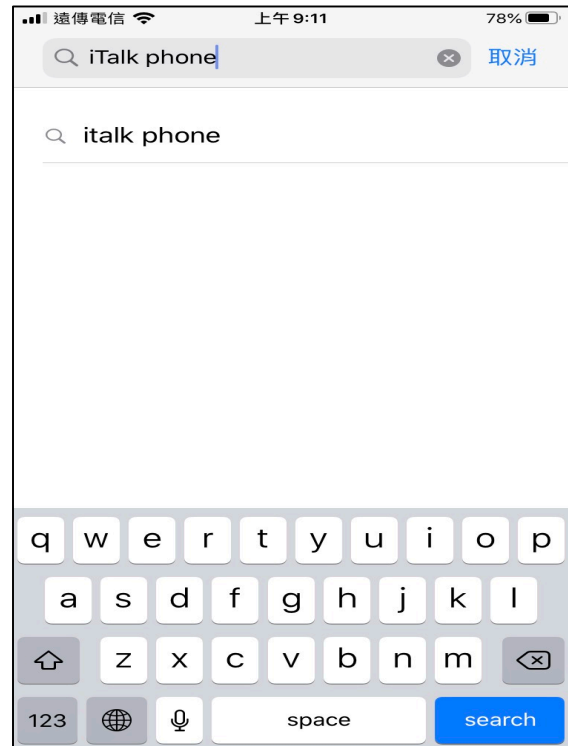 遠傳電信 上午 9:11 78%
iTalk phone 取消
italk phone
q w e r t y u i o p
a s d f g h j k l
z x c v b n m
123 space search